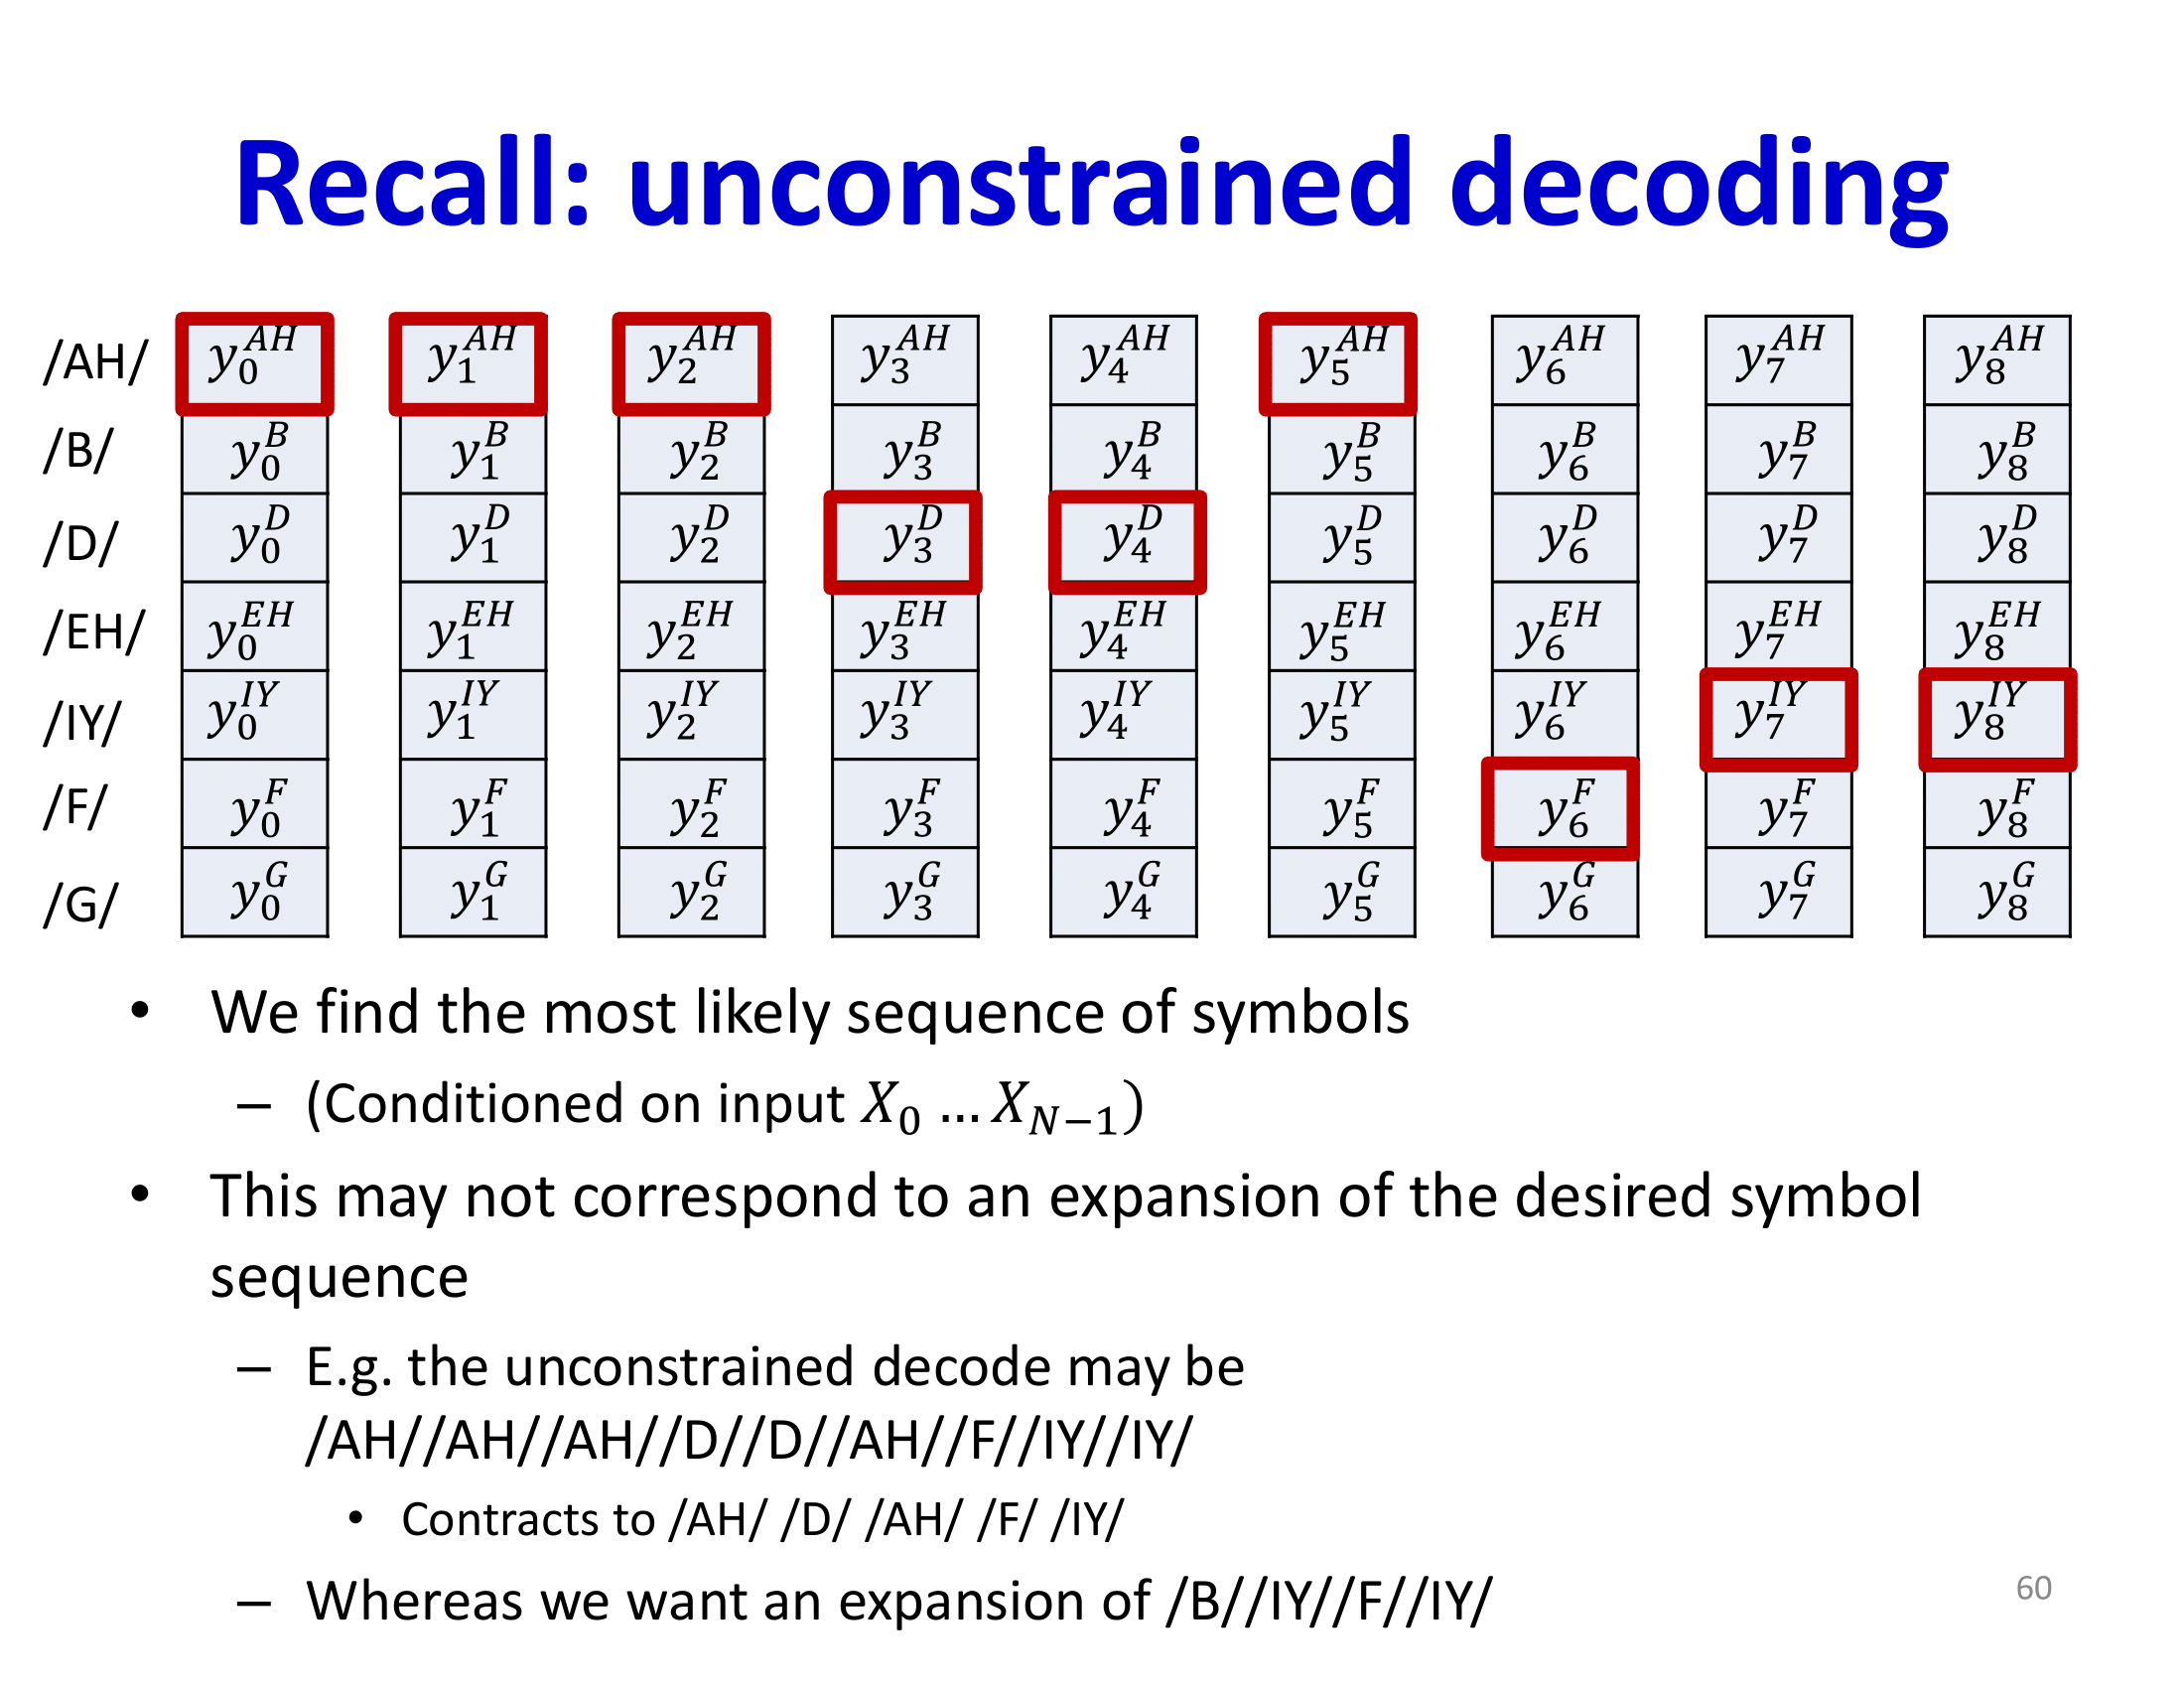 Recall: unconstrained decoding
/AH/ y_0^{AH} y_1^{AH} y_2^{AH} y_3^{AH} y_4^{AH} y_5^{AH} y_6^{AH} y_7^{AH} y_8^{AH}
/B/ y_0^B y_1^B y_2^B y_3^B y_4^B y_5^B y_6^B y_7^B y_8^B
/D/ y_0^D y_1^D y_2^D y_3^D y_4^D y_5^D y_6^D y_7^D y_8^D
/EH/ y_0^{EH} y_1^{EH} y_2^{EH} y_3^{EH} y_4^{EH} y_5^{EH} y_6^{EH} y_7^{EH} y_8^{EH}
/IY/ y_0^{IY} y_1^{IY} y_2^{IY} y_3^{IY} y_4^{IY} y_5^{IY} y_6^{IY} y_7^{IY} y_8^{IY}
/F/ y_0^F y_1^F y_2^F y_3^F y_4^F y_5^F y_6^F y_7^F y_8^F
/G/ y_0^G y_1^G y_2^G y_3^G y_4^G y_5^G y_6^G y_7^G y_8^G
• We find the most likely sequence of symbols
– (Conditioned on input X_0 … X_{N−1})
• This may not correspond to an expansion of the desired symbol
sequence
– E.g. the unconstrained decode may be
/AH//AH//AH//D//D//AH//F//IY//IY/
• Contracts to /AH/ /D/ /AH/ /F/ /IY/
– Whereas we want an expansion of /B//IY//F//IY/
60